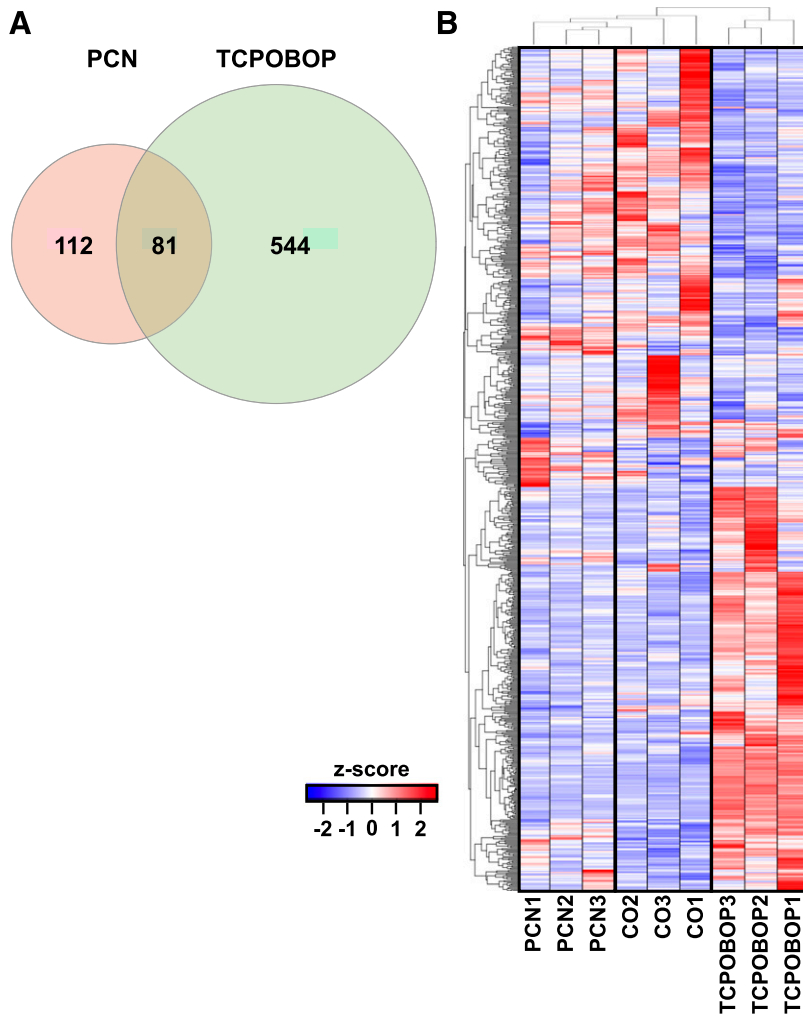 A
B
PCN
TCPOBOP
112
81
544
z-score
-2 -1 0 1 2
PCN1
PCN2
PCN3
CO2
CO3
CO1
TCPOBOP3
TCPOBOP2
TCPOBOP1